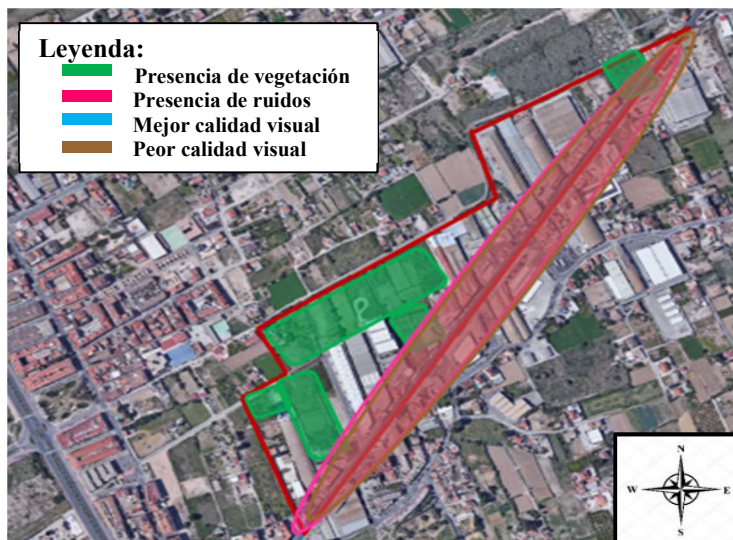 Leyenda:
Presencia de vegetación
Presencia de ruidos
Mejor calidad visual
Peor calidad visual
N
W E
S